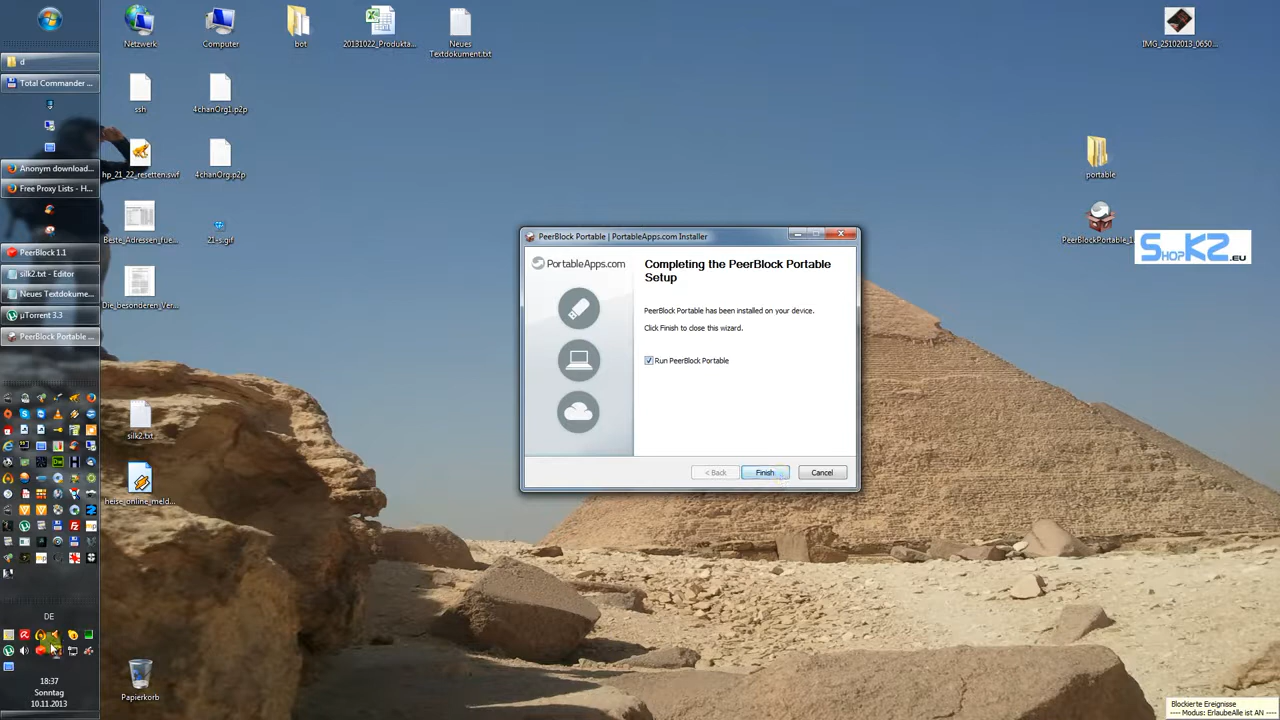 Netzwerk
Computer
bot
20131022_Produkta...
Neues
Textdokument.txt
IMG_25102013_0650...
d
Total Commander ...
ssh
4chanOrg1.p2p
Anonym download...
Free Proxy Lists - H...
hp_21_22_resetten.swf
4chanOrg.p2p
portable
Beste_Adressen_fue...
21-s.gif
PeerBlockPortable_1
ShopK2.eu
PeerBlock 1.1
silk2.txt - Editor
Neues Textdokume...
µTorrent 3.3
PeerBlock Portable ...
Die_besonderen_Ver...
PeerBlock Portable | PortableApps.com Installer
PortableApps.com
Completing the PeerBlock Portable
Setup
PeerBlock Portable has been installed on your device.
Click Finish to close this wizard.
Run PeerBlock Portable
< Back
Finish
Cancel
silk2.txt
heise_online_meld...
DE
18:37
Sonntag
10.11.2013
Papierkorb
Blockierte Ereignisse
---- Modus: ErlaubeAlle ist AN ----